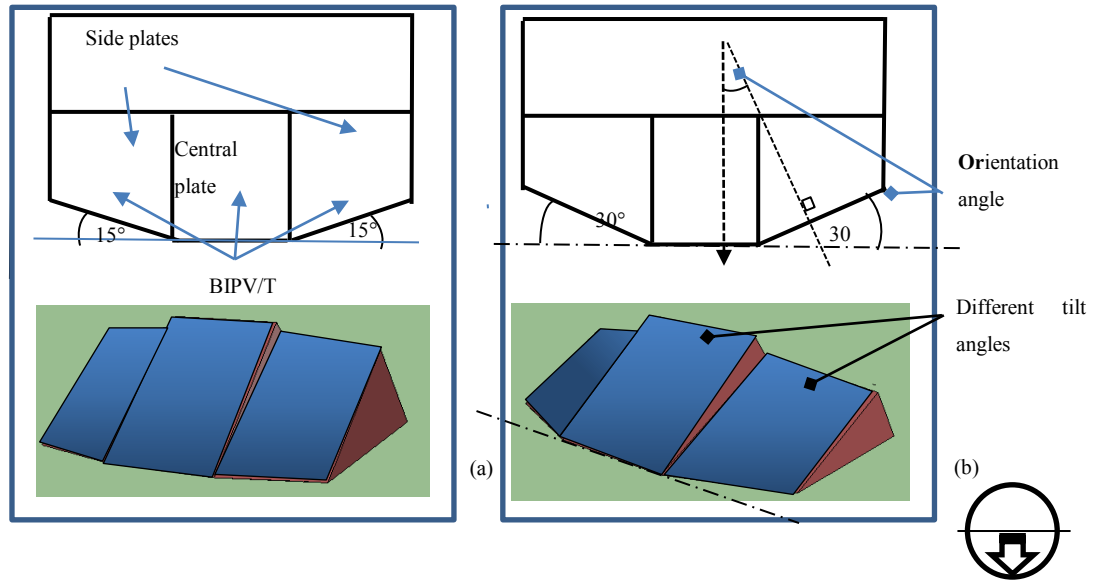 Side plates
Central
plate
15°
15°
BIPV/T
(a)
30°
30
Orientation
angle
Different tilt
angles
(b)